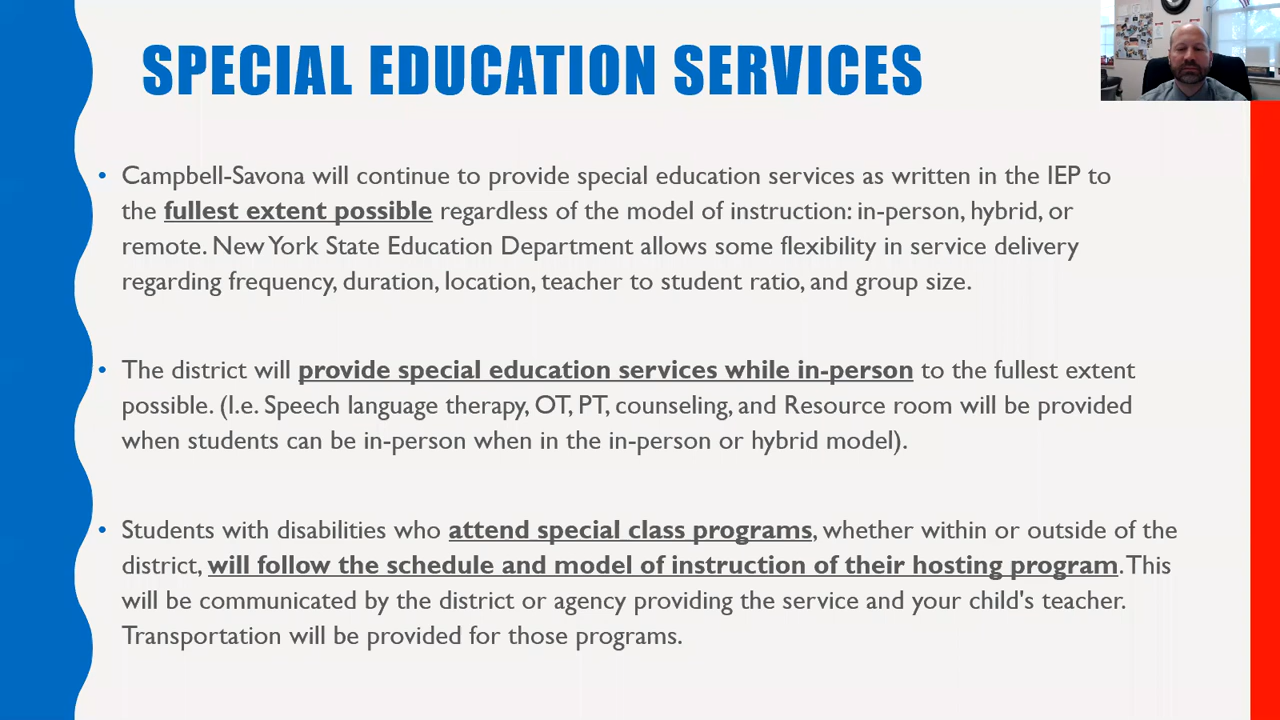 SPECIAL EDUCATION SERVICES
• Campbell-Savona will continue to provide special education services as written in the IEP to
the fullest extent possible regardless of the model of instruction: in-person, hybrid, or
remote. New York State Education Department allows some flexibility in service delivery
regarding frequency, duration, location, teacher to student ratio, and group size.
• The district will provide special education services while in-person to the fullest extent
possible. (I.e. Speech language therapy, OT, PT, counseling, and Resource room will be provided
when students can be in-person when in the in-person or hybrid model).
• Students with disabilities who attend special class programs, whether within or outside of the
district, will follow the schedule and model of instruction of their hosting program. This
will be communicated by the district or agency providing the service and your child's teacher.
Transportation will be provided for those programs.